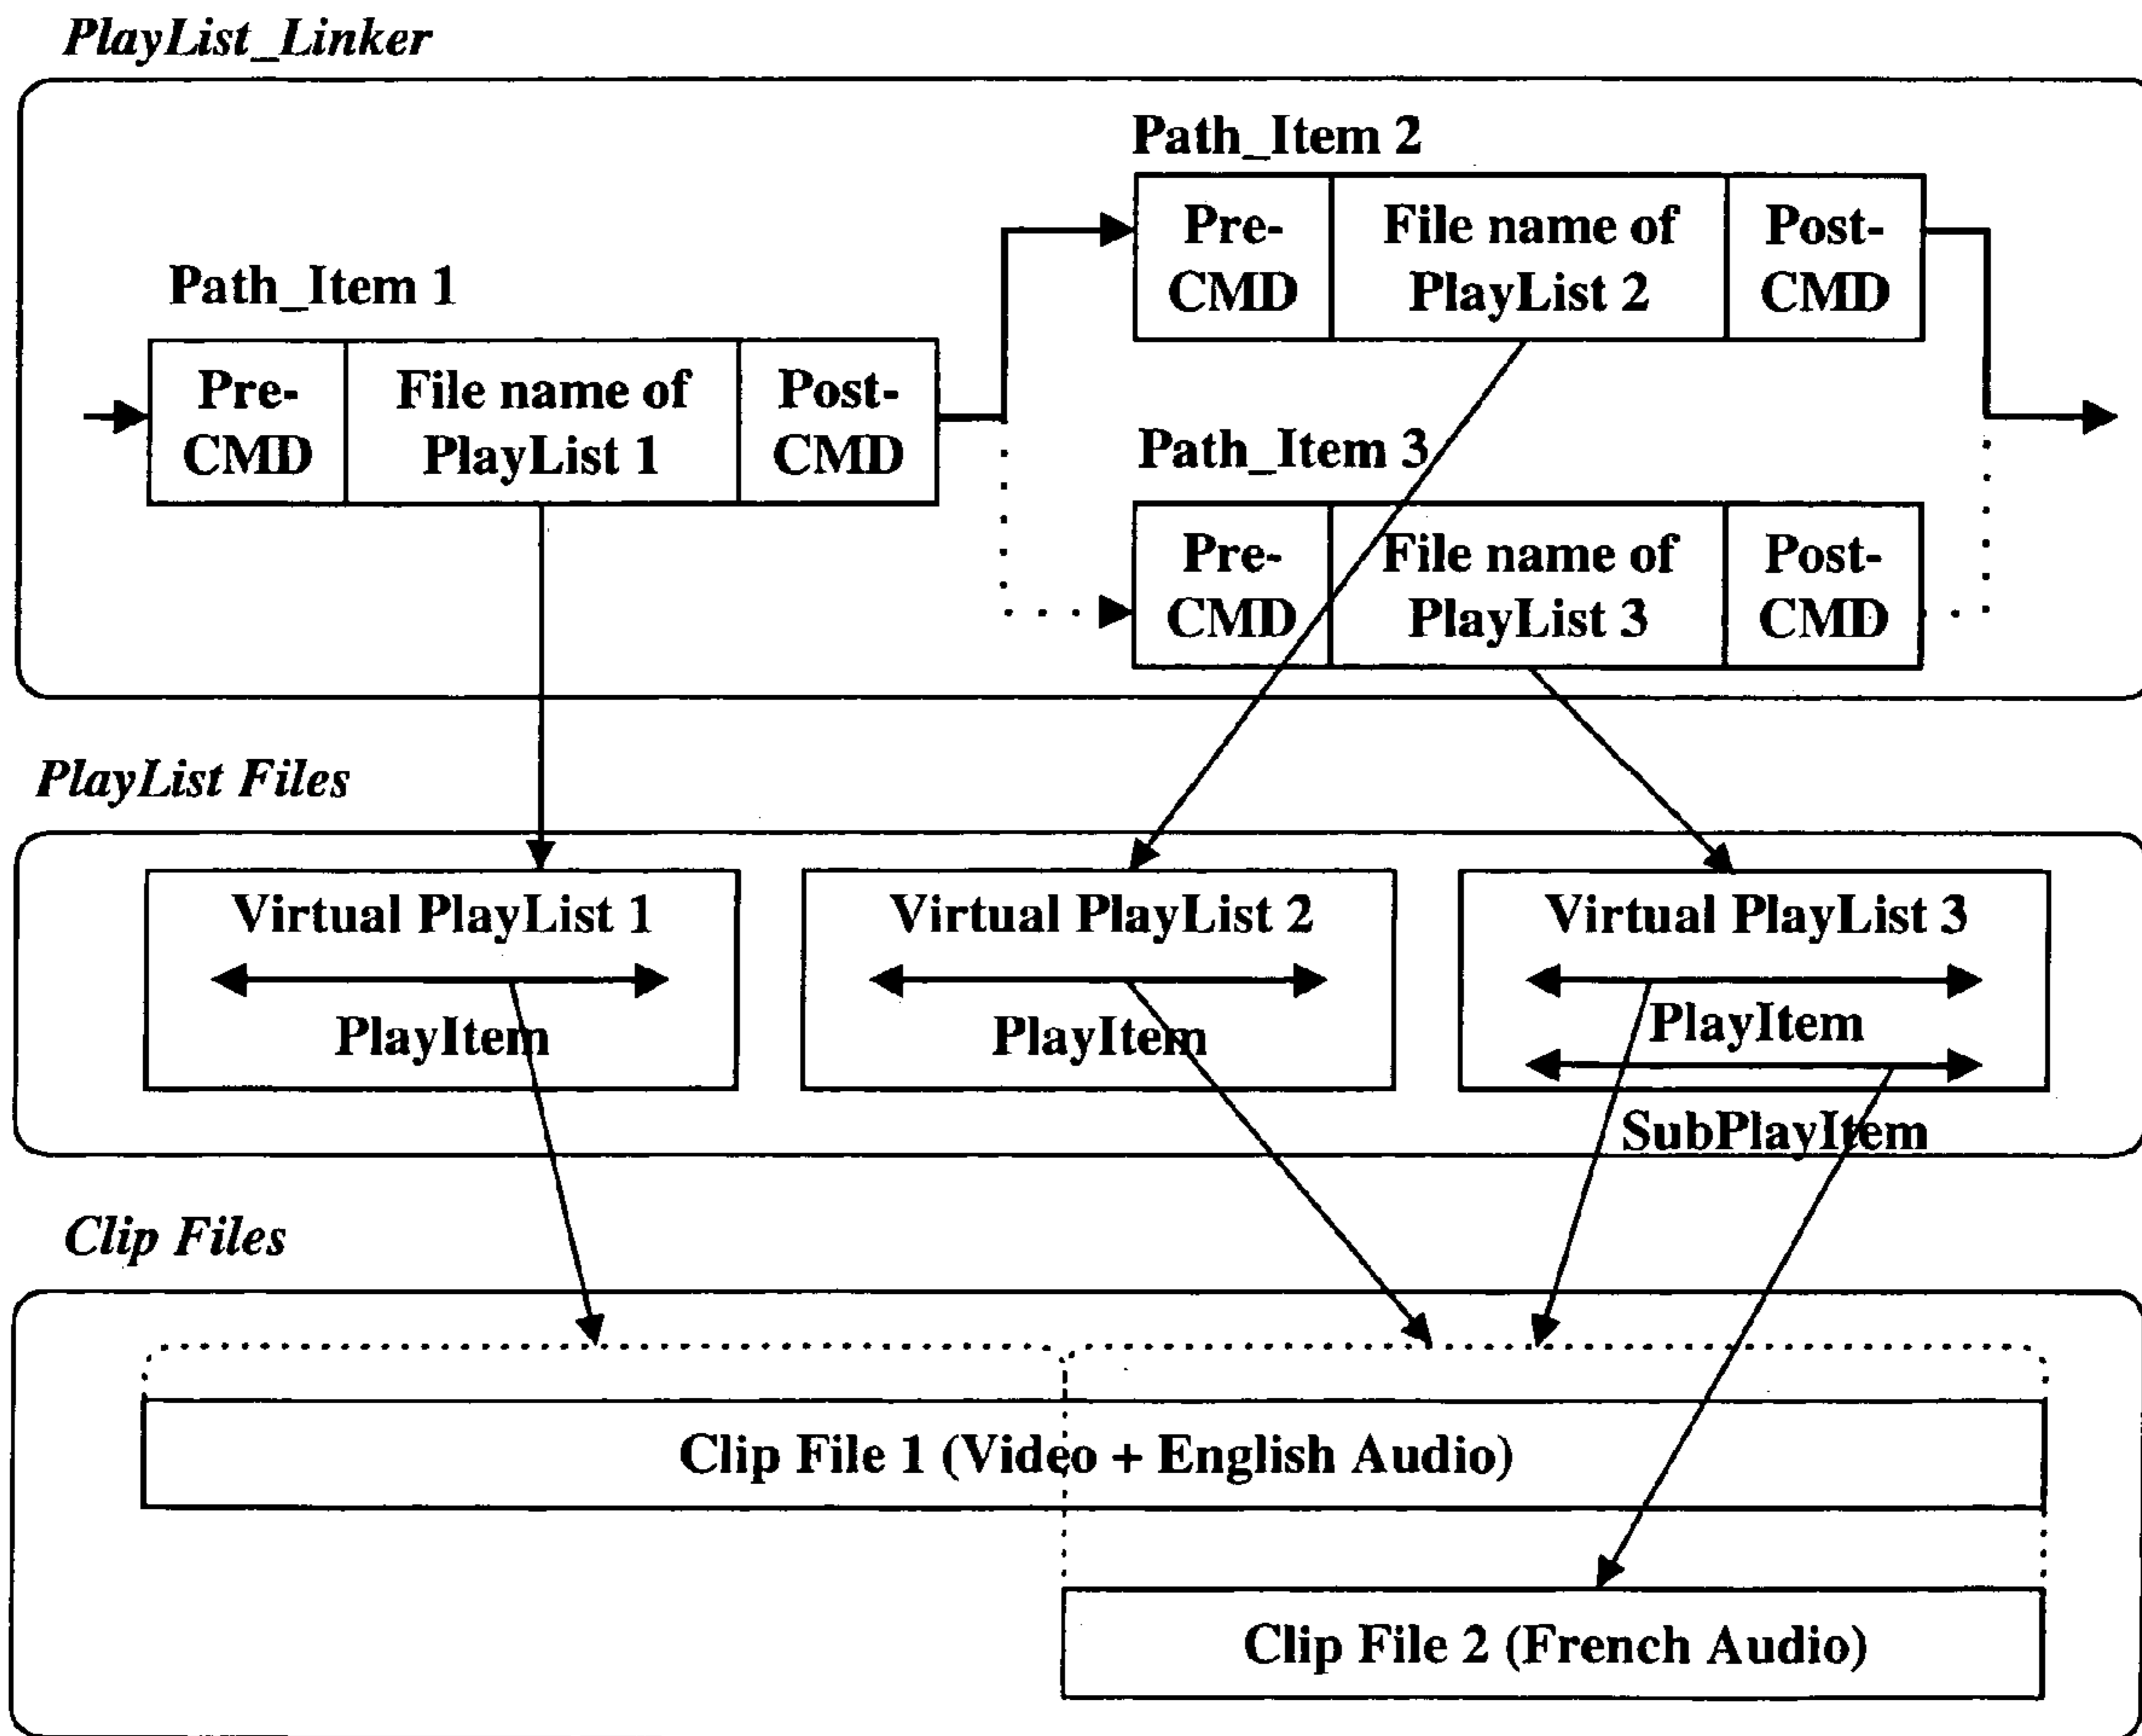 PlayList_Linker
Path_Item 1
Pre-
CMD
File name of
PlayList 1
Post-
CMD
Path_Item 2
Pre-
CMD
File name of
PlayList 2
Post-
CMD
Path_Item 3
Pre-
CMD
File name of
PlayList 3
Post-
CMD
PlayList Files
Virtual PlayList 1
PlayItem
Virtual PlayList 2
PlayItem
Virtual PlayList 3
PlayItem
SubPlayItem
Clip Files
Clip File 1 (Video + English Audio)
Clip File 2 (French Audio)